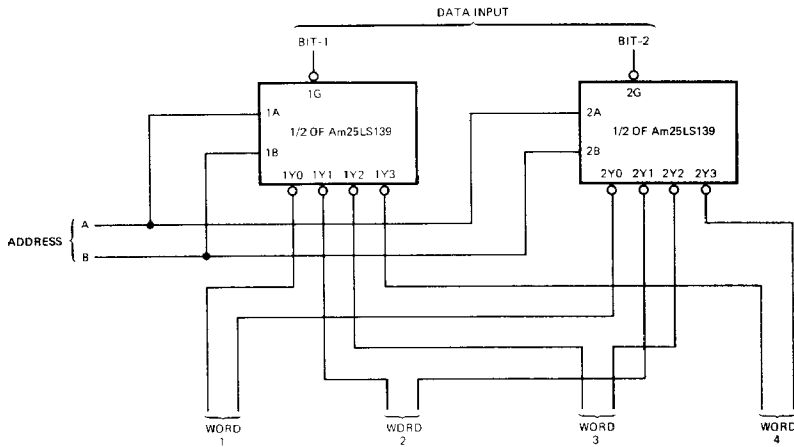 DATA INPUT
BIT-1
BIT-2
1G
2G
1A
1/2 OF Am25LS139
1B
1Y0 1Y1 1Y2 1Y3
2A
1/2 OF Am25LS139
2B
2Y0 2Y1 2Y2 2Y3
ADDRESS
A
B
WORD
1
WORD
2
WORD
3
WORD
4